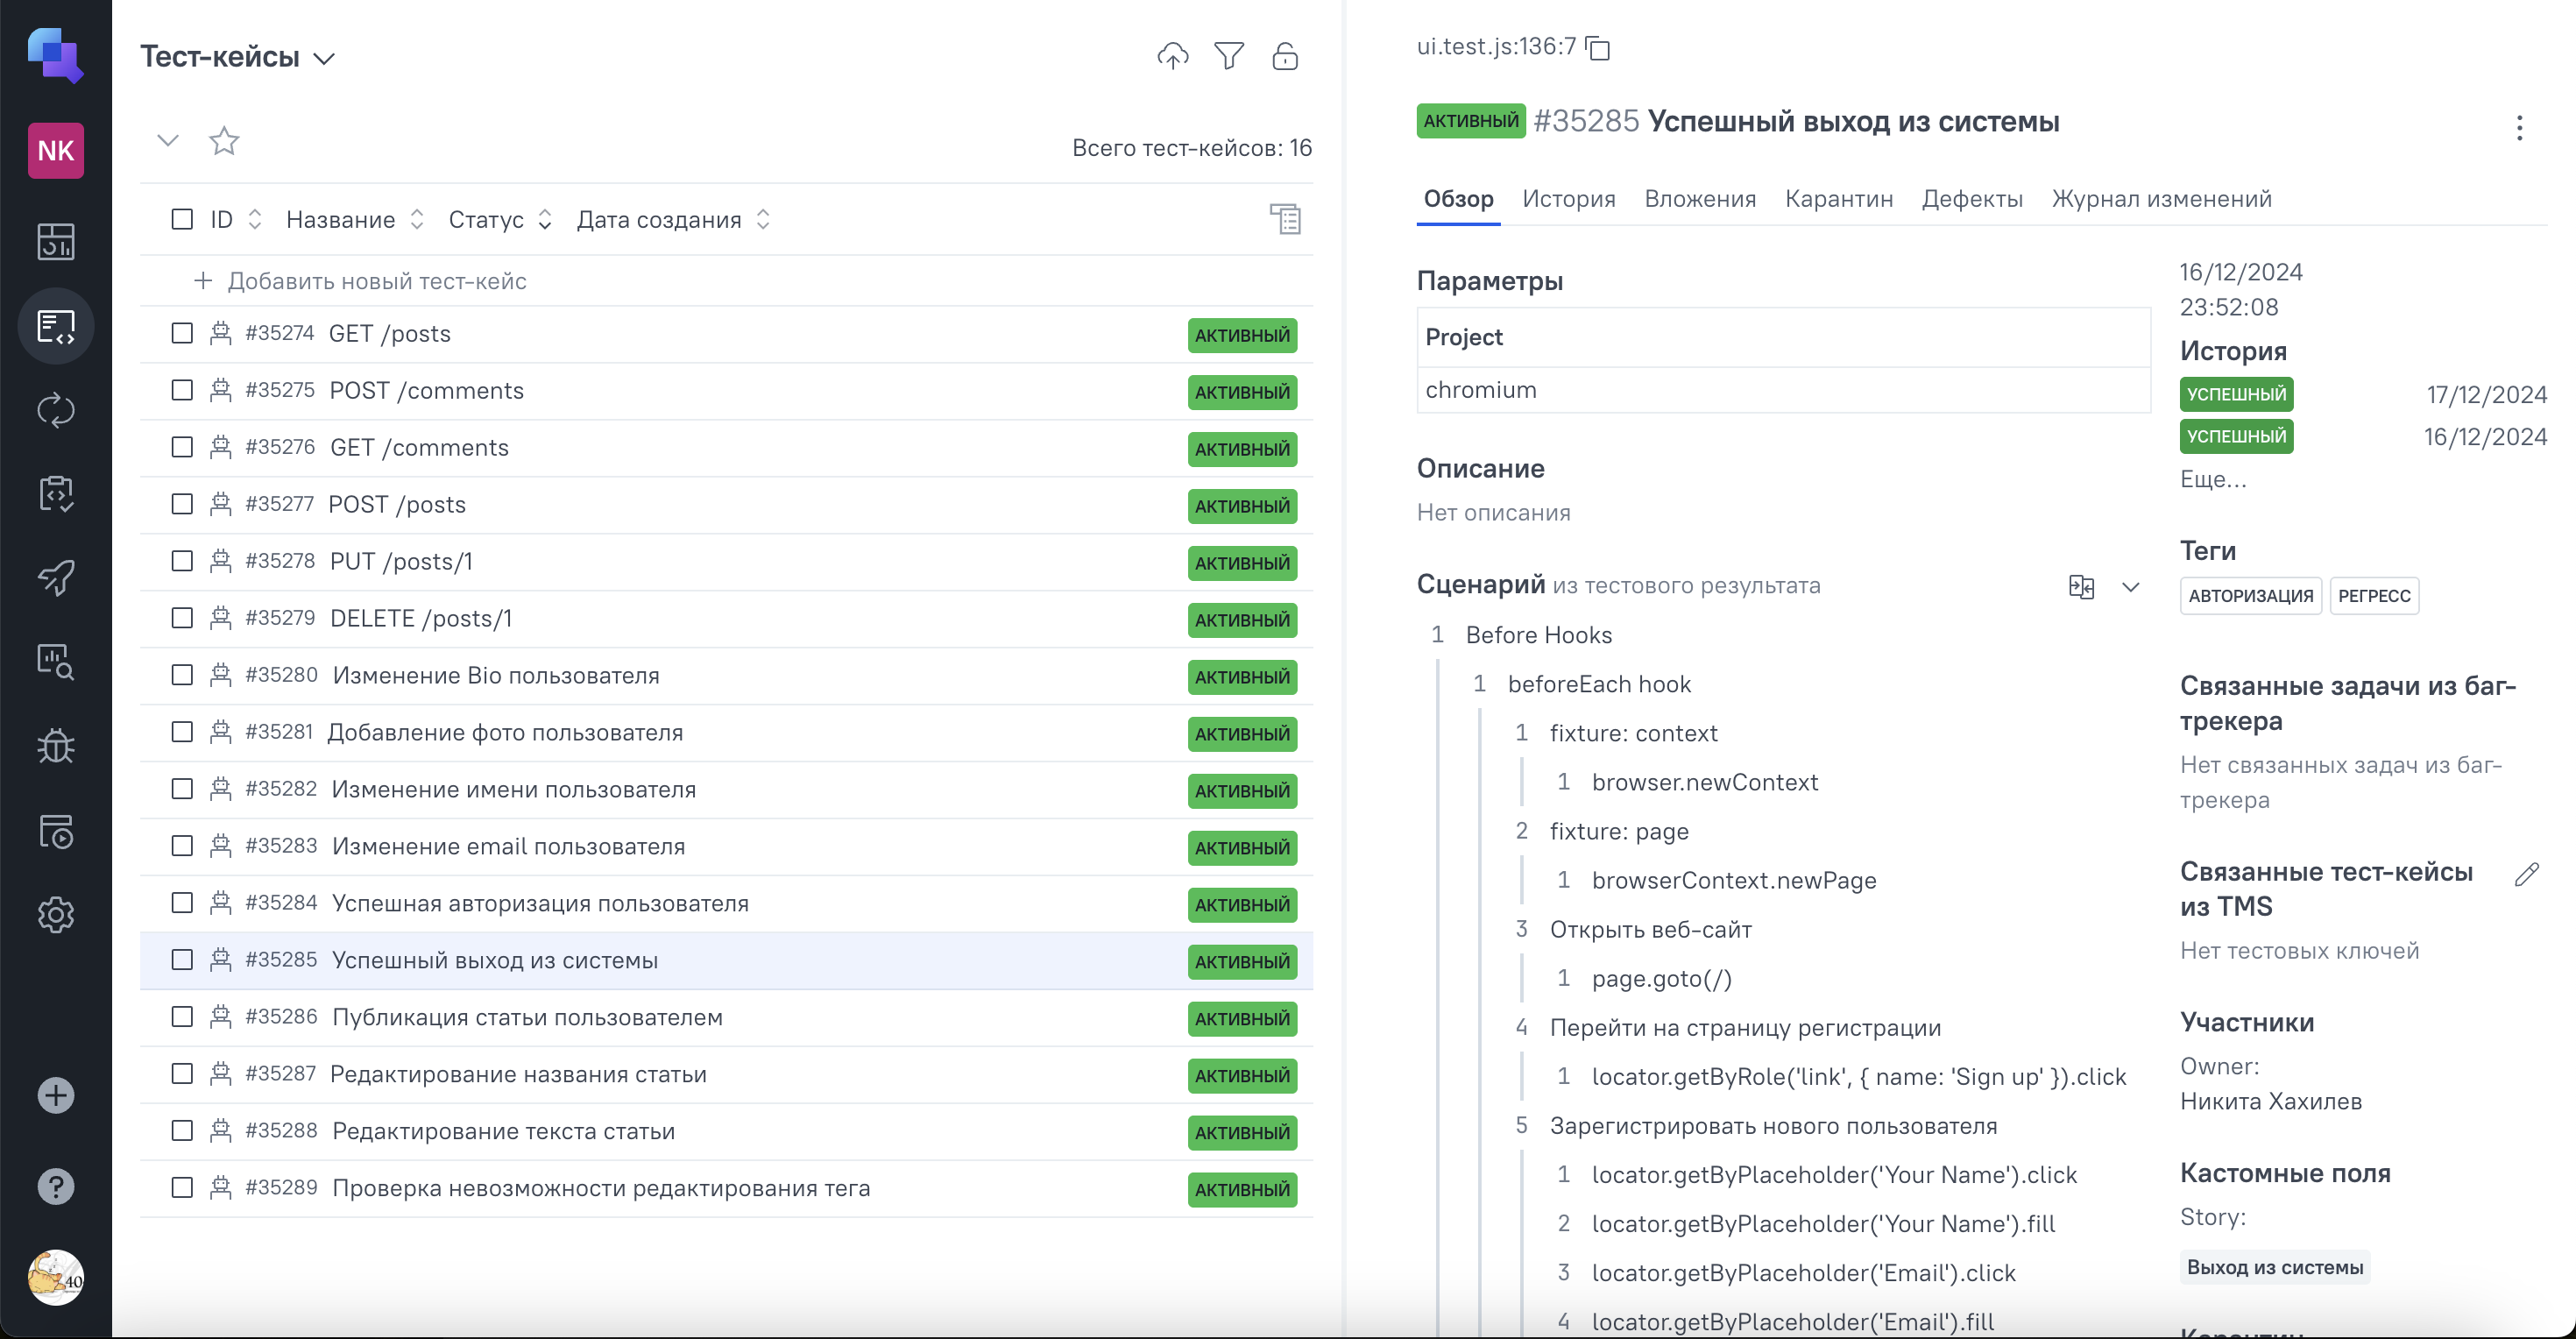 NK
Тест-кейсы
Всего тест-кейсов: 16
ID Название Статус Дата создания
+ Добавить новый тест-кейс
#35274 GET /posts АКТИВНЫЙ
#35275 POST /comments АКТИВНЫЙ
#35276 GET /comments АКТИВНЫЙ
#35277 POST /posts АКТИВНЫЙ
#35278 PUT /posts/1 АКТИВНЫЙ
#35279 DELETE /posts/1 АКТИВНЫЙ
#35280 Изменение Bio пользователя АКТИВНЫЙ
#35281 Добавление фото пользователя АКТИВНЫЙ
#35282 Изменение имени пользователя АКТИВНЫЙ
#35283 Изменение email пользователя АКТИВНЫЙ
#35284 Успешная авторизация пользователя АКТИВНЫЙ
#35285 Успешный выход из системы АКТИВНЫЙ
#35286 Публикация статьи пользователем АКТИВНЫЙ
#35287 Редактирование названия статьи АКТИВНЫЙ
#35288 Редактирование текста статьи АКТИВНЫЙ
#35289 Проверка невозможности редактирования тега АКТИВНЫЙ
40
ui.test.js:136:7
АКТИВНЫЙ #35285 Успешный выход из системы
Обзор История Вложения Карантин Дефекты Журнал изменений
Параметры
Project
chromium
Описание
Нет описания
Сценарий из тестового результата
1 Before Hooks
1 beforeEach hook
1 fixture: context
1 browser.newContext
2 fixture: page
1 browserContext.newPage
3 Открыть веб-сайт
1 page.goto(/)
4 Перейти на страницу регистрации
1 locator.getByRole('link', { name: 'Sign up' }).click
5 Зарегистрировать нового пользователя
1 locator.getByPlaceholder('Your Name').click
2 locator.getByPlaceholder('Your Name').fill
3 locator.getByPlaceholder('Email').click
4 locator.getByPlaceholder('Email').fill
16/12/2024
23:52:08
История
УСПЕШНЫЙ 17/12/2024
УСПЕШНЫЙ 16/12/2024
Еще...
Теги
АВТОРИЗАЦИЯ РЕГРЕСС
Связанные задачи из баг-
трекера
Нет связанных задач из баг-
трекера
Связанные тест-кейсы
из TMS
Нет тестовых ключей
Участники
Owner:
Никита Хахилев
Кастомные поля
Story:
Выход из системы
Карантин